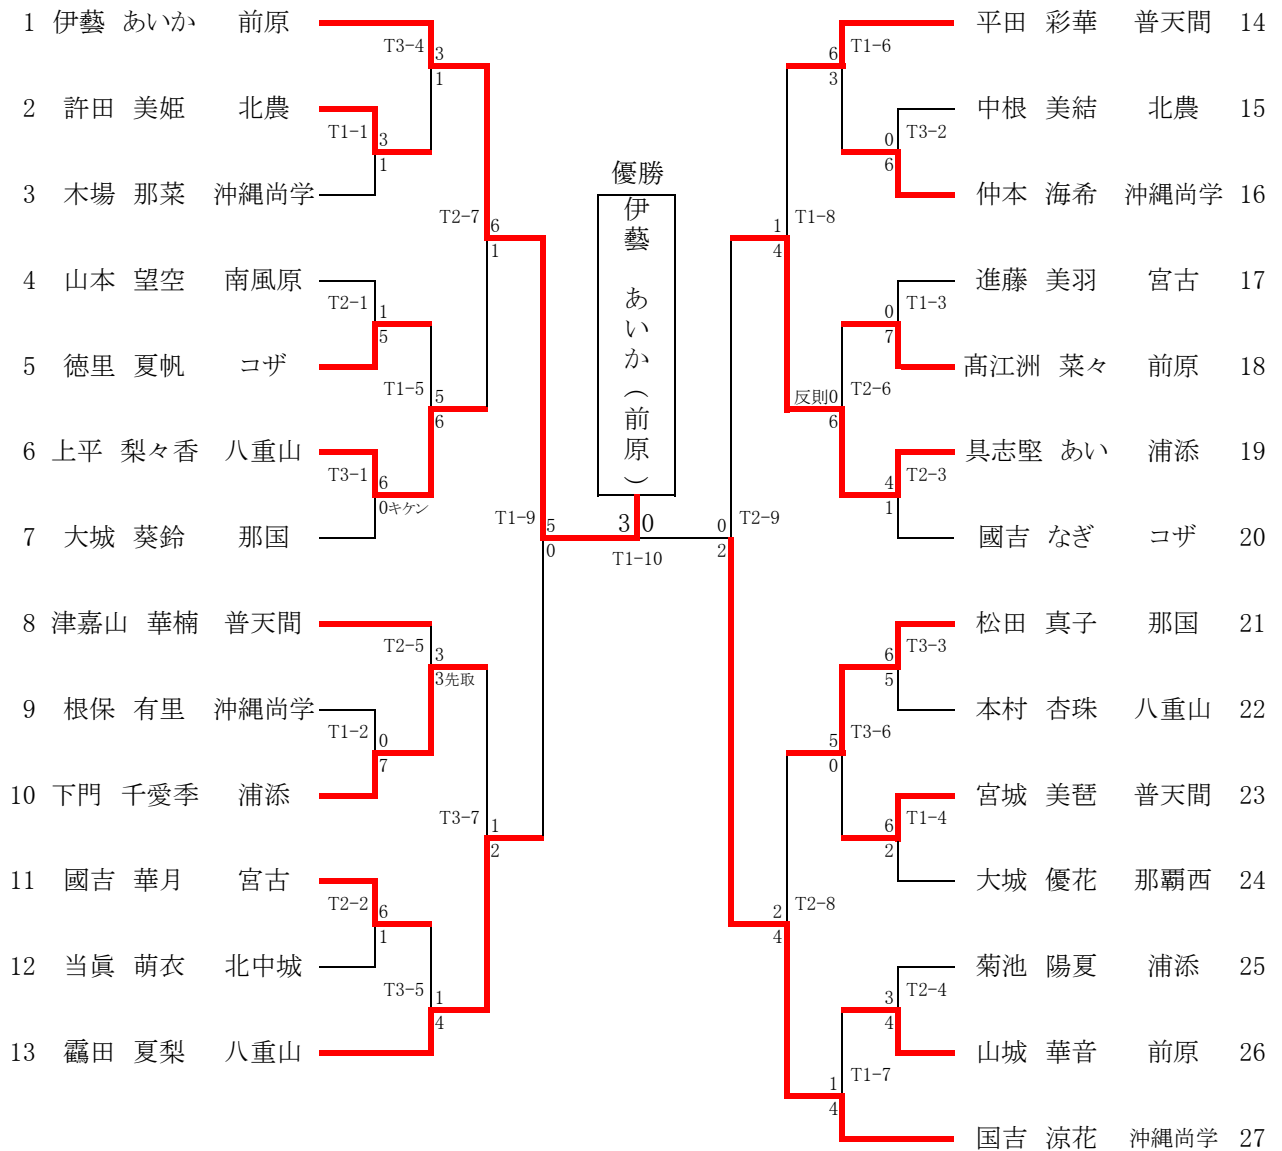 優勝
伊藝 あいか（前原）
3 0
T1-10
1 伊藝 あいか 前原
2 許田 美姫 北農
3 木場 那菜 沖縄尚学
4 山本 望空 南風原
5 徳里 夏帆 コザ
6 上平 梨々香 八重山
7 大城 葵鈴 那国
8 津嘉山 華楠 普天間
9 根保 有里 沖縄尚学
10 下門 千愛季 浦添
11 國吉 華月 宮古
12 当眞 萌衣 北中城
13 靍田 夏梨 八重山
T3-4
3
1
T1-1
3
1
T2-7
6
1
T2-1
1
5
T1-5
5
6
T3-1
6
0キケン
T1-9
5
0
T2-5
3
3先取
T1-2
0
7
T3-7
1
2
T2-2
6
1
T3-5
1
4
平田 彩華 普天間 14
中根 美結 北農 15
仲本 海希 沖縄尚学 16
進藤 美羽 宮古 17
髙江洲 菜々 前原 18
具志堅 あい 浦添 19
國吉 なぎ コザ 20
松田 真子 那国 21
本村 杏珠 八重山 22
宮城 美琶 普天間 23
大城 優花 那覇西 24
菊池 陽夏 浦添 25
山城 華音 前原 26
国吉 涼花 沖縄尚学 27
T1-6
6
3
T3-2
0
6
T1-8
1
4
T1-3
0
7
T2-6
反則0
6
T2-3
4
1
T2-9
0
2
T3-3
6
5
T3-6
5
0
T1-4
6
2
T2-8
2
4
T2-4
3
4
T1-7
1
4